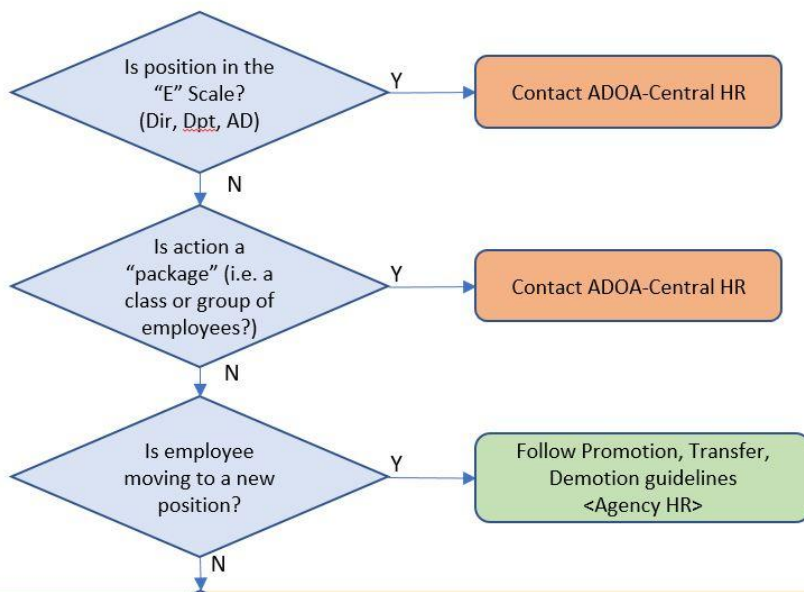 Is position in the
“E” Scale?
(Dir, Dpt, AD)
Y
Contact ADOA-Central HR
N
Is action a
“package” (i.e. a
class or group of
employees?)
Y
Contact ADOA-Central HR
N
Is employee
moving to a new
position?
Y
Follow Promotion, Transfer,
Demotion guidelines
<Agency HR>
N